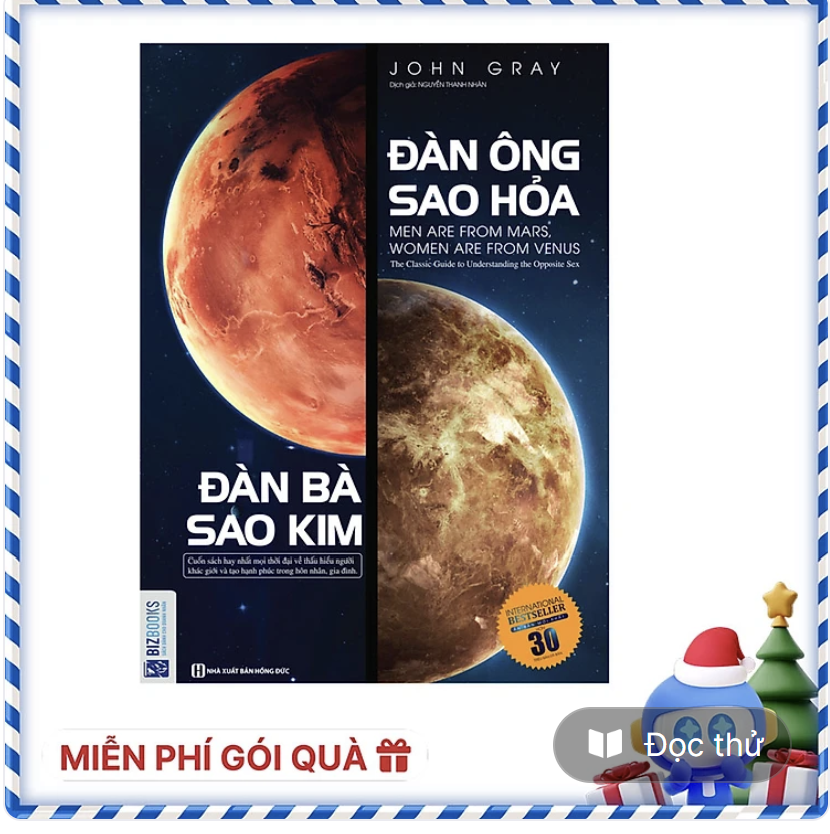 JOHN GRAY
Dịch giả: NGUYỄN THANH NHÀN
ĐÀN ÔNG
SAO HỎA
MEN ARE FROM MARS,
WOMEN ARE FROM VENUS
The Classic Guide to Understanding the Opposite Sex
ĐÀN BÀ
SAO KIM
Cuốn sách hay nhất mọi thời đại về thấu hiểu người
khác giới và tạo hạnh phúc trong hôn nhân, gia đình.
INTERNATIONAL
BESTSELLER
30
BIZBOOKS
NHÀ XUẤT BẢN HỒNG ĐỨC
MIỄN PHÍ GÓI QUÀ
Đọc thử